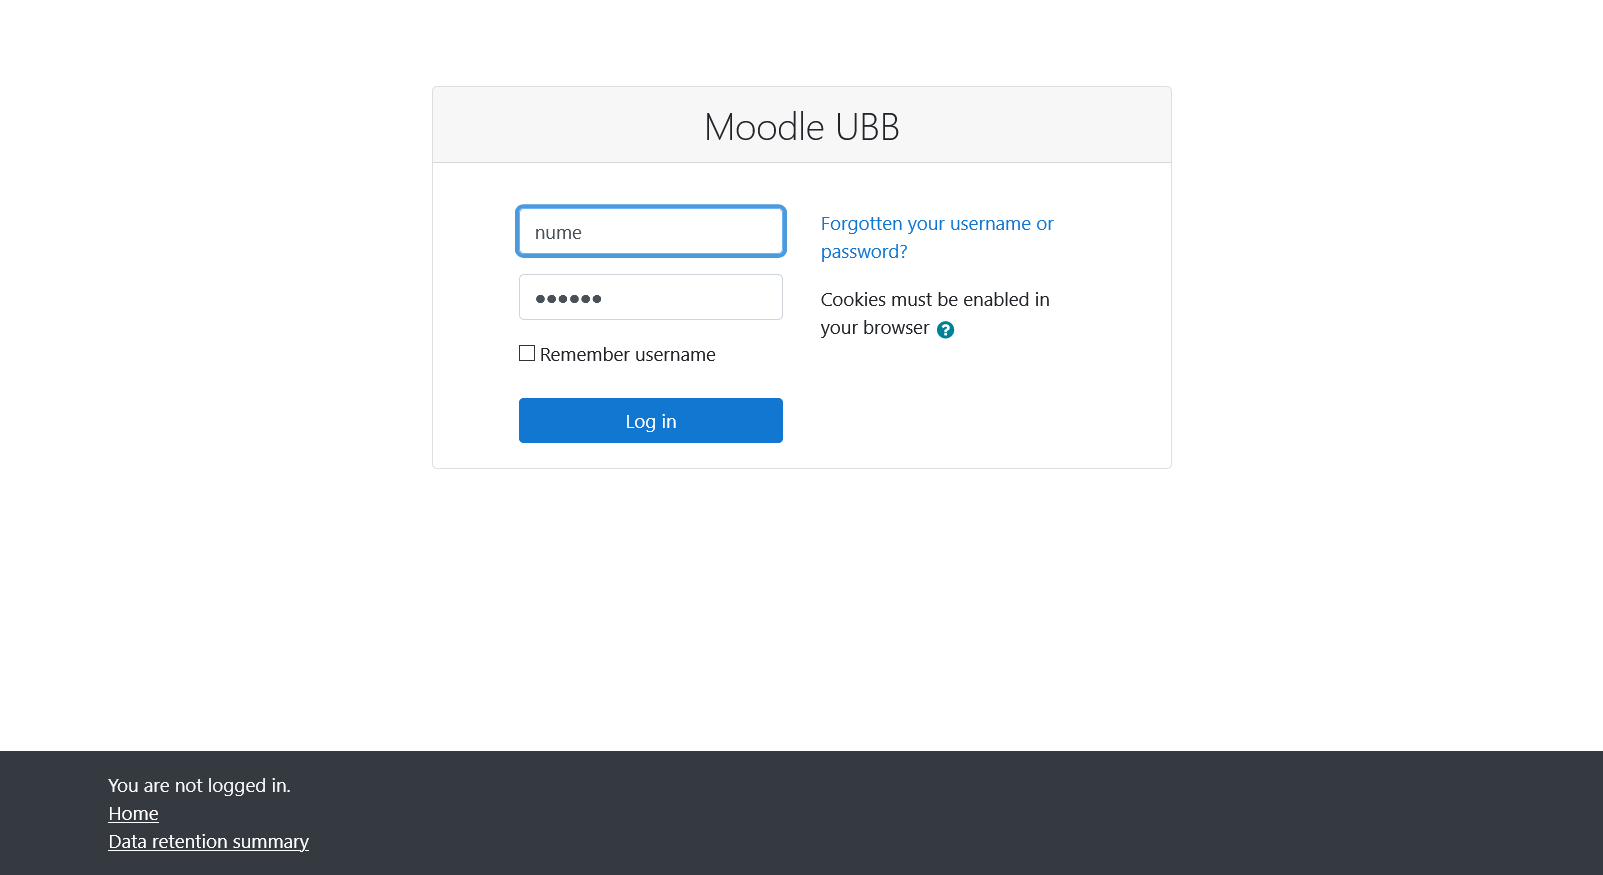 Moodle UBB
nume
●●●●●●
Remember username
Log in
Forgotten your username or
password?
Cookies must be enabled in
your browser
You are not logged in.
Home
Data retention summary